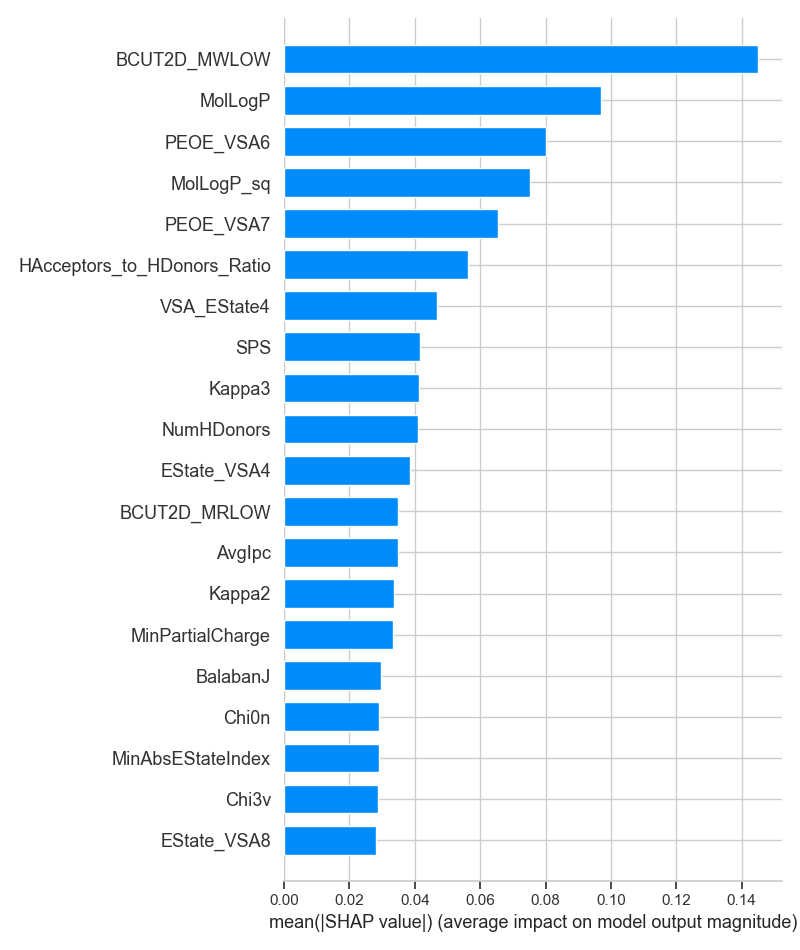 BCUT2D_MWLOW
MolLogP
PEOE_VSA6
MolLogP_sq
PEOE_VSA7
HAcceptors_to_HDonors_Ratio
VSA_EState4
SPS
Kappa3
NumHDonors
EState_VSA4
BCUT2D_MRLOW
AvgIpc
Kappa2
MinPartialCharge
BalabanJ
Chi0n
MinAbsEStateIndex
Chi3v
EState_VSA8
0.00 0.02 0.04 0.06 0.08 0.10 0.12 0.14
mean(|SHAP value|) (average impact on model output magnitude)